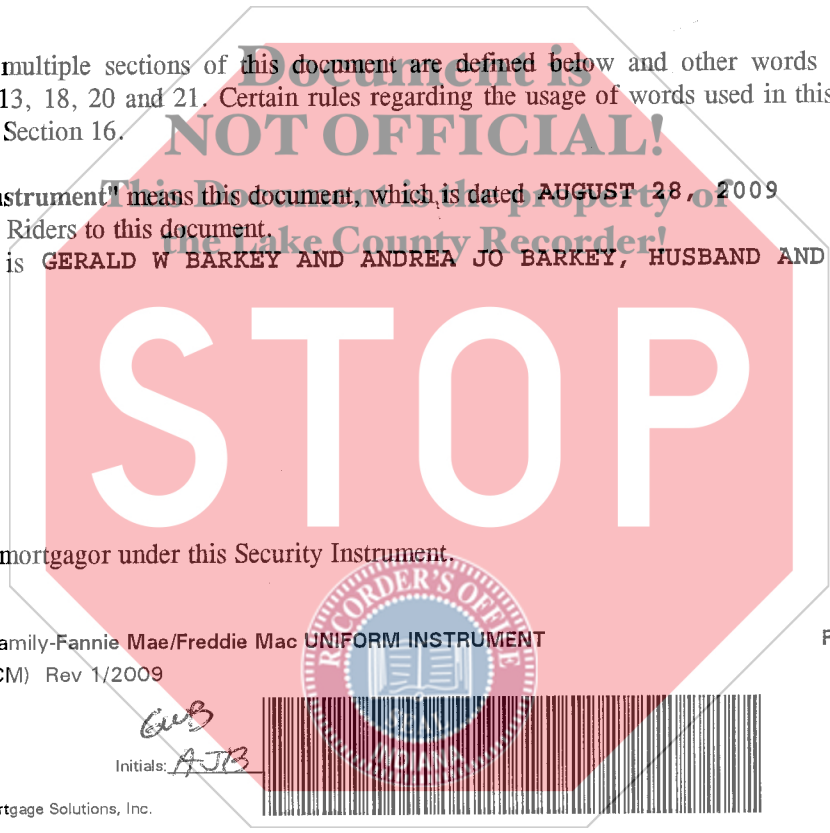 multiple sections of this document are defined below and other words
13, 18, 20 and 21. Certain rules regarding the usage of words used in this
Section 16.
Document is
NOT OFFICIAL!
This Document is the property of
the Lake County Recorder!
nstrument" means this document, which is dated AUGUST 28, 2009
Riders to this document.
is GERALD W BARKEY AND ANDREA JO BARKEY, HUSBAND AND
STOP
mortgagor under this Security Instrument.
RECORDER'S OFFICE
SEAL
INDIANA
amily-Fannie Mae/Freddie Mac UNIFORM INSTRUMENT
CM) Rev 1/2009
GWB
Initials: AJB
rtgage Solutions, Inc.